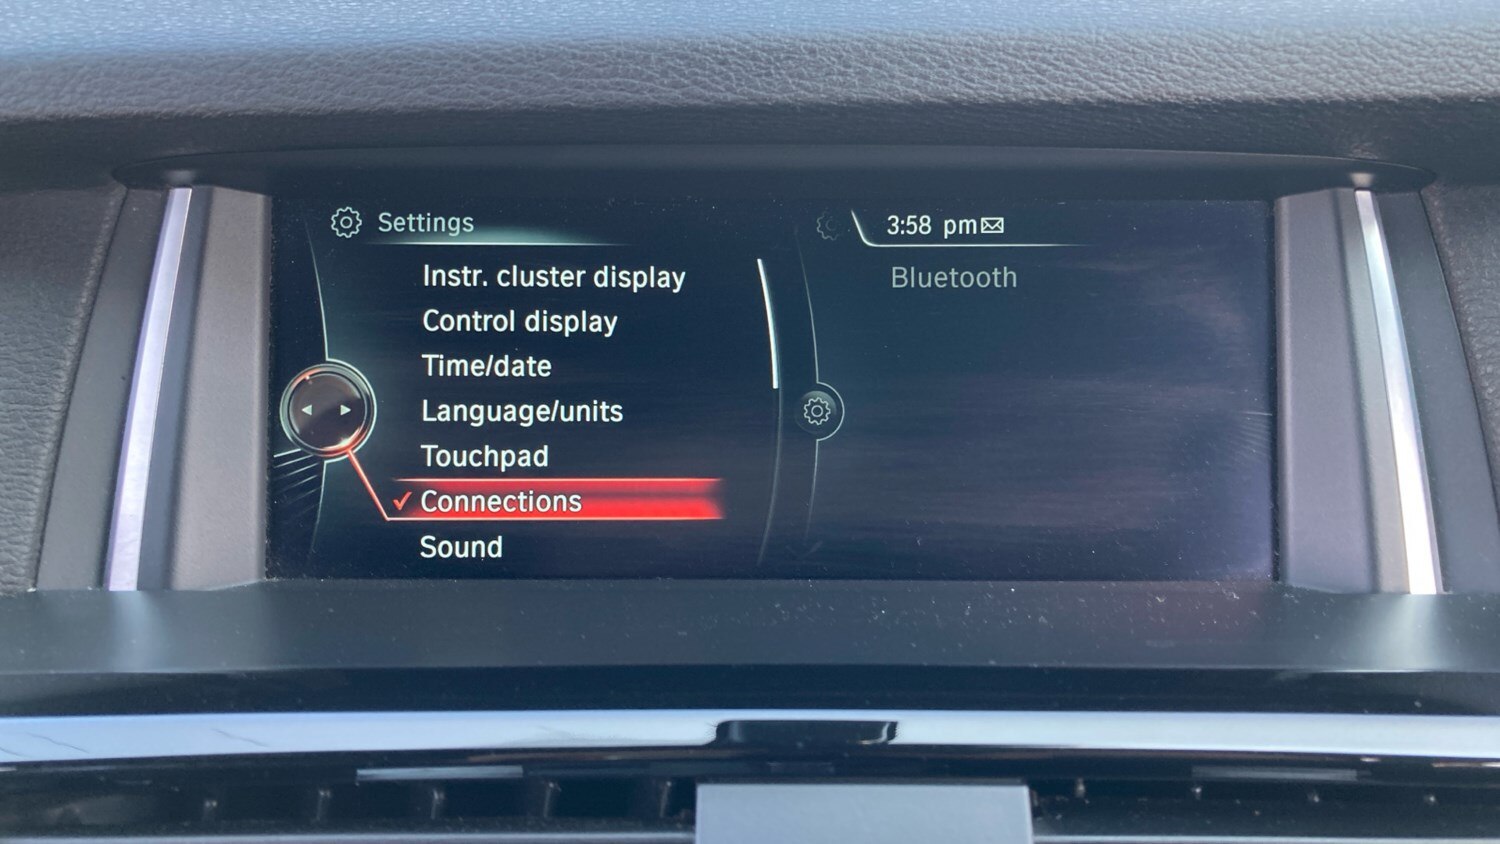 Settings
Instr. cluster display
Control display
Time/date
Language/units
Touchpad
Connections
Sound
3:58 pm
Bluetooth